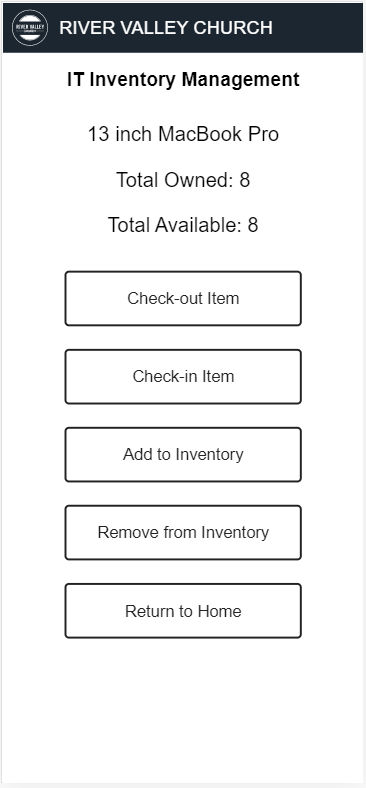 RIVER VALLEY
RIVER VALLEY CHURCH
IT Inventory Management
13 inch MacBook Pro
Total Owned: 8
Total Available: 8
Check-out Item
Check-in Item
Add to Inventory
Remove from Inventory
Return to Home